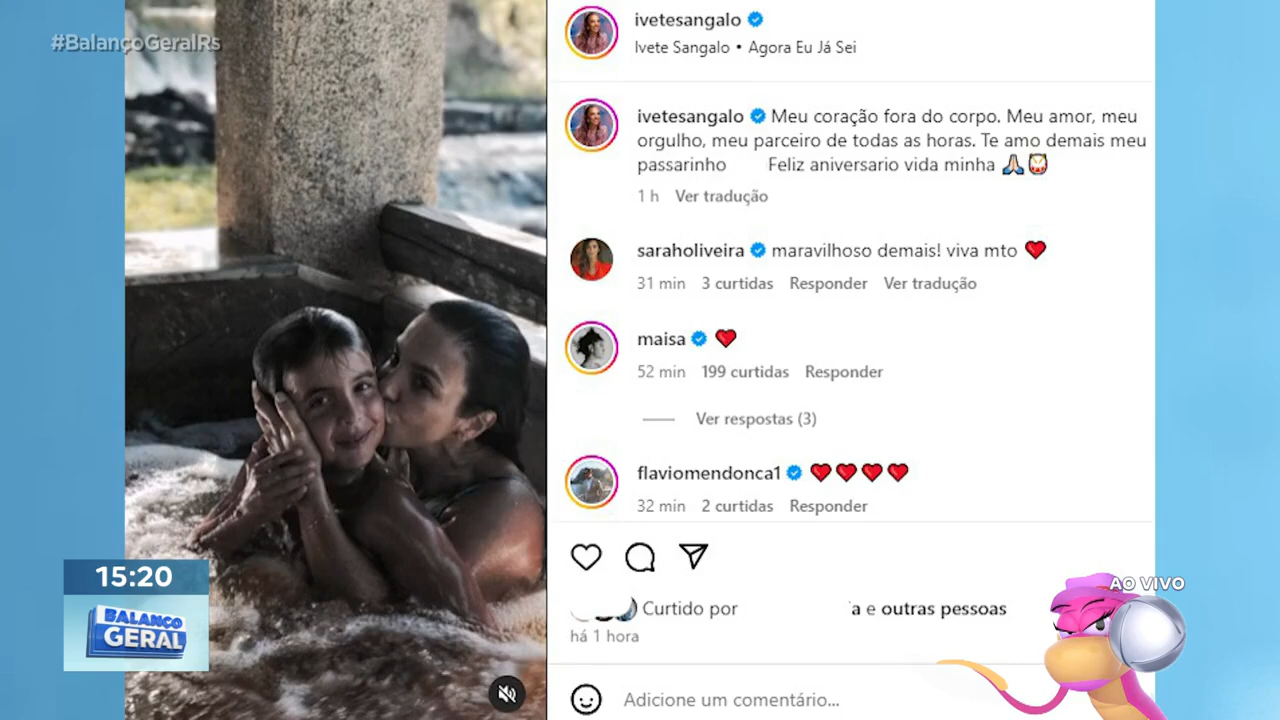 #BalançoGeralRs
ivetesangalo
Ivete Sangalo • Agora Eu Já Sei
ivetesangalo Meu coração fora do corpo. Meu amor, meu
orgulho, meu parceiro de todas as horas. Te amo demais meu
passarinho Feliz aniversario vida minha 🙏🏻🥁
1 h Ver tradução
saraholiveira maravilhoso demais! viva mto ❤️
31 min 3 curtidas Responder Ver tradução
maisa ❤️
52 min 199 curtidas Responder
Ver respostas (3)
flaviomendonca1 ❤️❤️❤️❤️
32 min 2 curtidas Responder
Curtido por a e outras pessoas
há 1 hora
Adicione um comentário...
15:20
BALANÇO
GERAL
AO VIVO